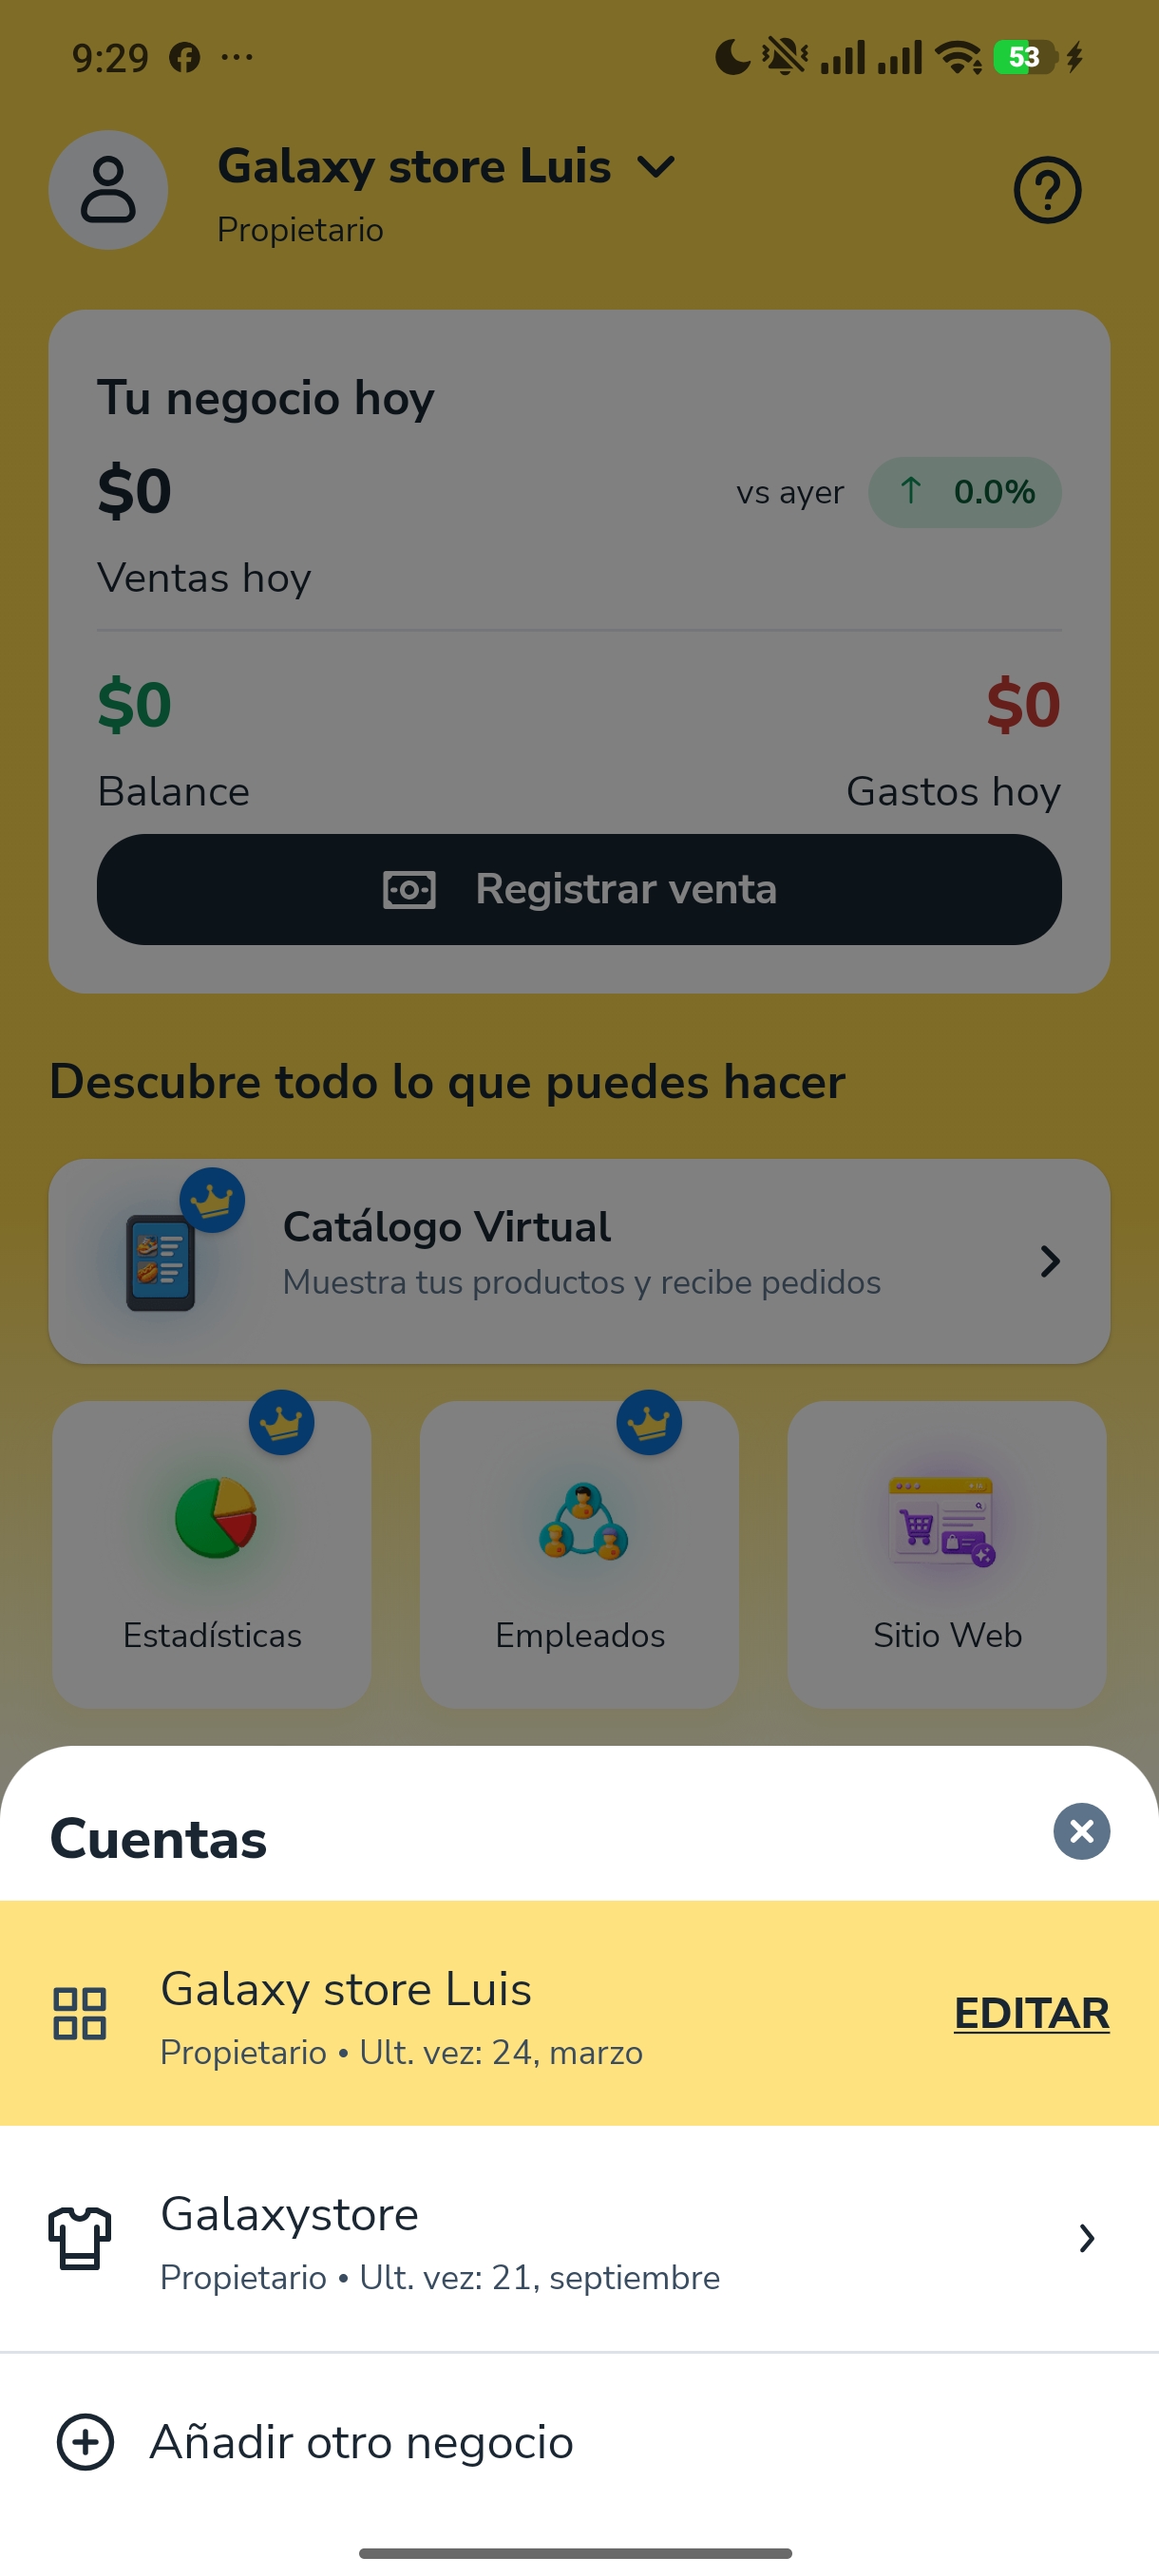 9:29
53
Galaxy store Luis
Propietario
Tu negocio hoy
$0
vs ayer ↑ 0.0%
Ventas hoy
$0 $0
Balance Gastos hoy
Registrar venta
Descubre todo lo que puedes hacer
Catálogo Virtual
Muestra tus productos y recibe pedidos
Estadísticas Empleados Sitio Web
Cuentas
Galaxy store Luis
EDITAR
Propietario • Ult. vez: 24, marzo
Galaxystore
Propietario • Ult. vez: 21, septiembre
Añadir otro negocio